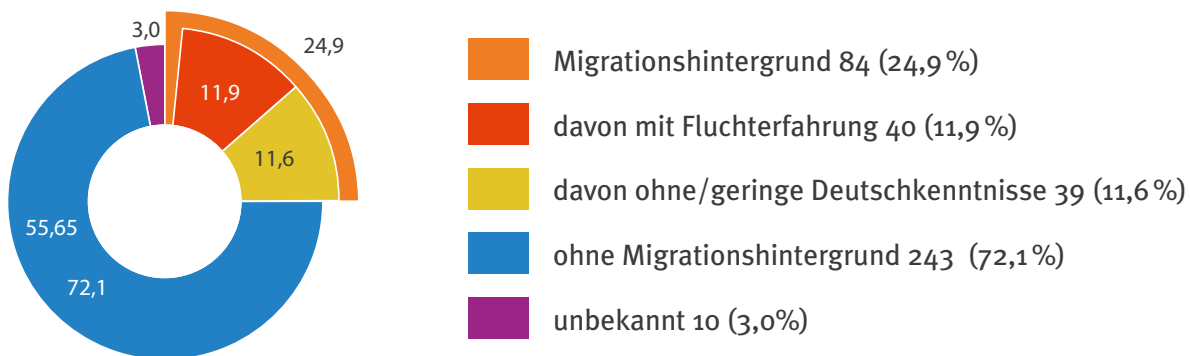 3,0
24,9
11,9
11,6
55,65
72,1
Migrationshintergrund 84 (24,9 %)
davon mit Fluchterfahrung 40 (11,9 %)
davon ohne/geringe Deutschkenntnisse 39 (11,6 %)
ohne Migrationshintergrund 243 (72,1 %)
unbekannt 10 (3,0%)